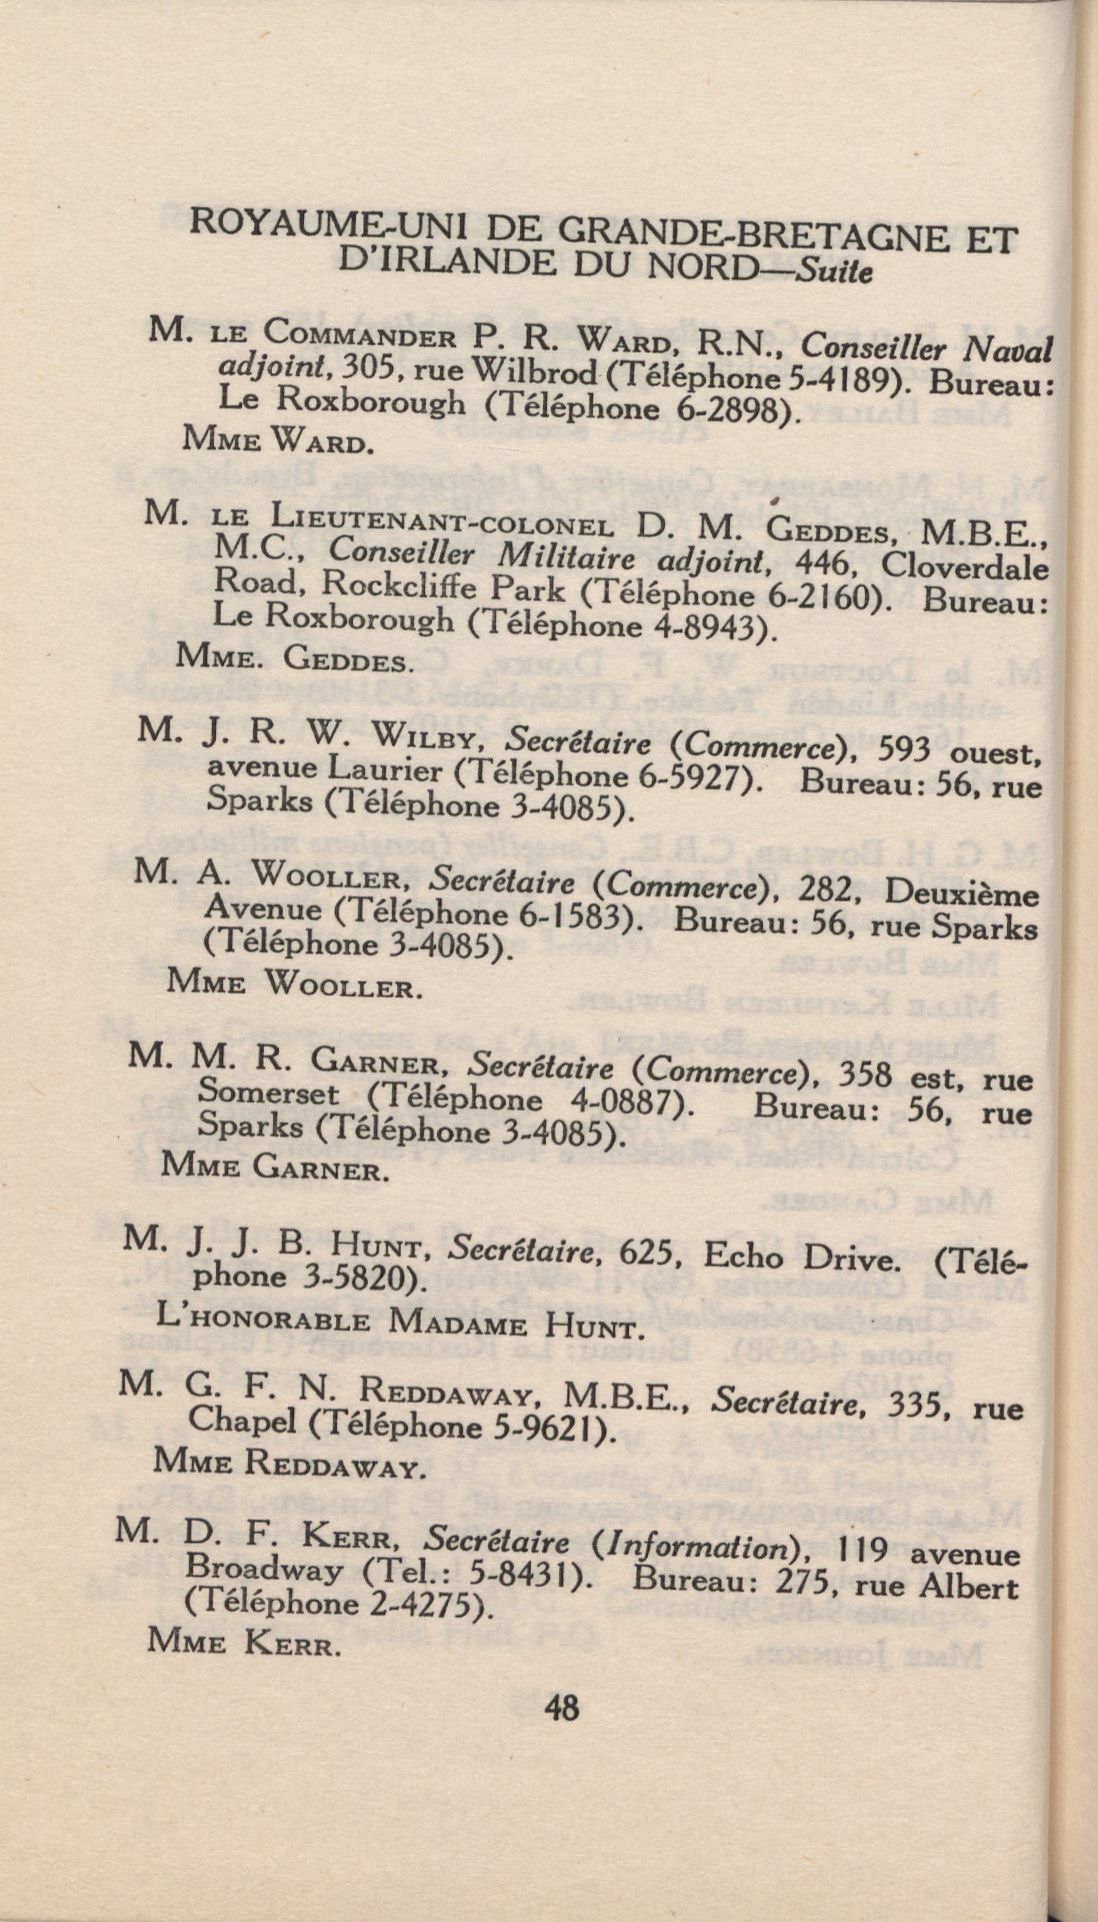 ROYAUME-UNI DE GRANDE-BRETAGNE ET
D'IRLANDE DU NORD—Suite
M. LE COMMANDER P. R. WARD, R.N., Conseiller Naval
adjoint, 305, rue Wilbrod (Téléphone 5-4189). Bureau:
Le Roxborough (Téléphone 6-2898).
MME WARD.
M. LE LIEUTENANT-COLONEL D. M. GEDDES, M.B.E.,
M.C., Conseiller Militaire adjoint, 446, Cloverdale
Road, Rockcliffe Park (Téléphone 6-2160). Bureau:
Le Roxborough (Téléphone 4-8943).
MME. GEDDES.
M. J. R. W. WILBY, Secrétaire (Commerce), 593 ouest,
avenue Laurier (Téléphone 6-5927). Bureau: 56, rue
Sparks (Téléphone 3-4085).
M. A. WOOLLER, Secrétaire (Commerce), 282, Deuxième
Avenue (Téléphone 6-1583). Bureau: 56, rue Sparks
(Téléphone 3-4085).
MME WOOLLER.
M. M. R. GARNER, Secrétaire (Commerce), 358 est, rue
Somerset (Téléphone 4-0887). Bureau: 56, rue
Sparks (Téléphone 3-4085).
MME GARNER.
M. J. J. B. HUNT, Secrétaire, 625, Echo Drive. (Télé-
phone 3-5820).
L'HONORABLE MADAME HUNT.
M. G. F. N. REDDAWAY, M.B.E., Secrétaire, 335, rue
Chapel (Téléphone 5-9621).
MME REDDAWAY.
M. D. F. KERR, Secrétaire (Information), 119 avenue
Broadway (Tel.: 5-8431). Bureau: 275, rue Albert
(Téléphone 2-4275).
MME KERR.
48